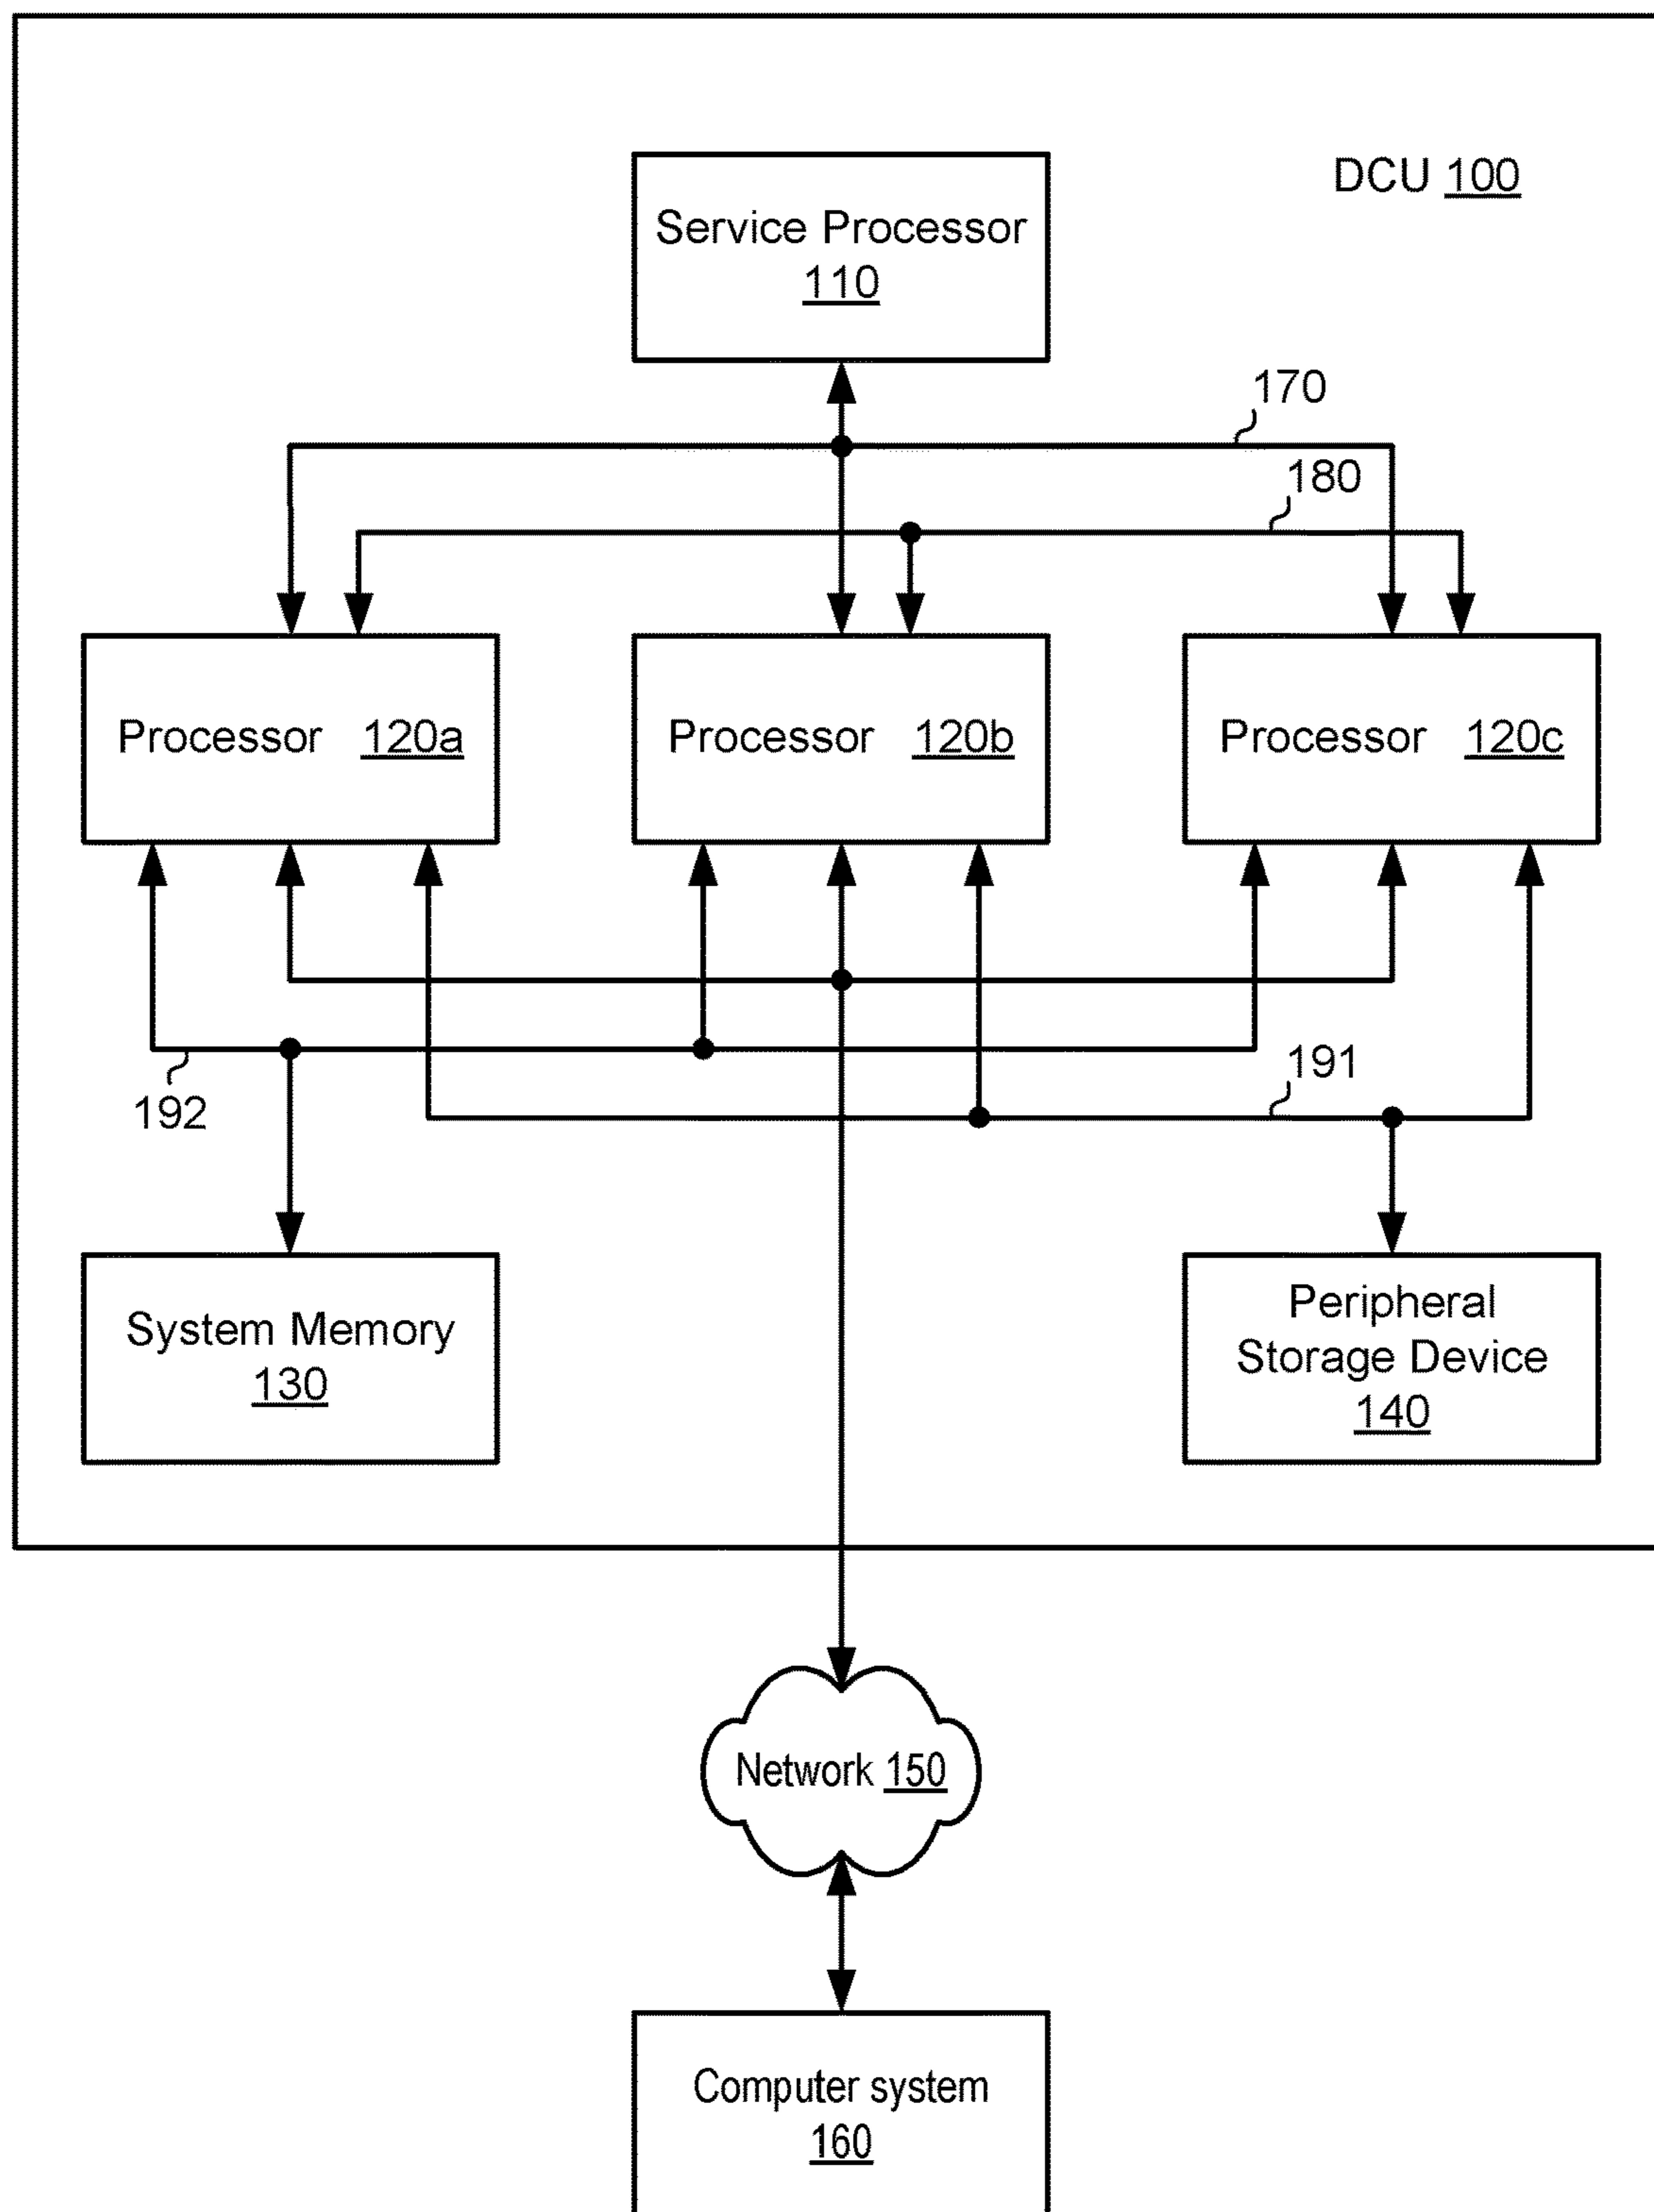 DCU 100
Service Processor
110
170
180
Processor 120a
Processor 120b
Processor 120c
192
191
System Memory
130
Peripheral
Storage Device
140
Network 150
Computer system
160